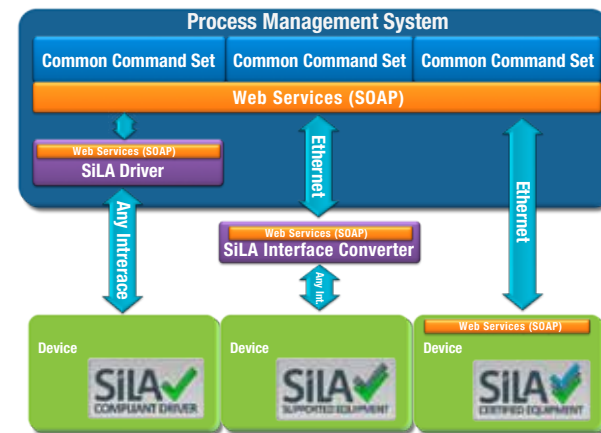 Process Management System
Common Command Set Common Command Set Common Command Set
Web Services (SOAP)
Web Services (SOAP)
SiLA Driver
Ethernet
Ethernet
Any Intrerace
Web Services (SOAP)
SiLA Interface Converter
Any Int.
Web Services (SOAP)
Device
SiLA
COMPLIANT DRIVER
Device
SiLA
SUPPORTED EQUIPMENT
Device
SiLA
CERTIFIED EQUIPMENT